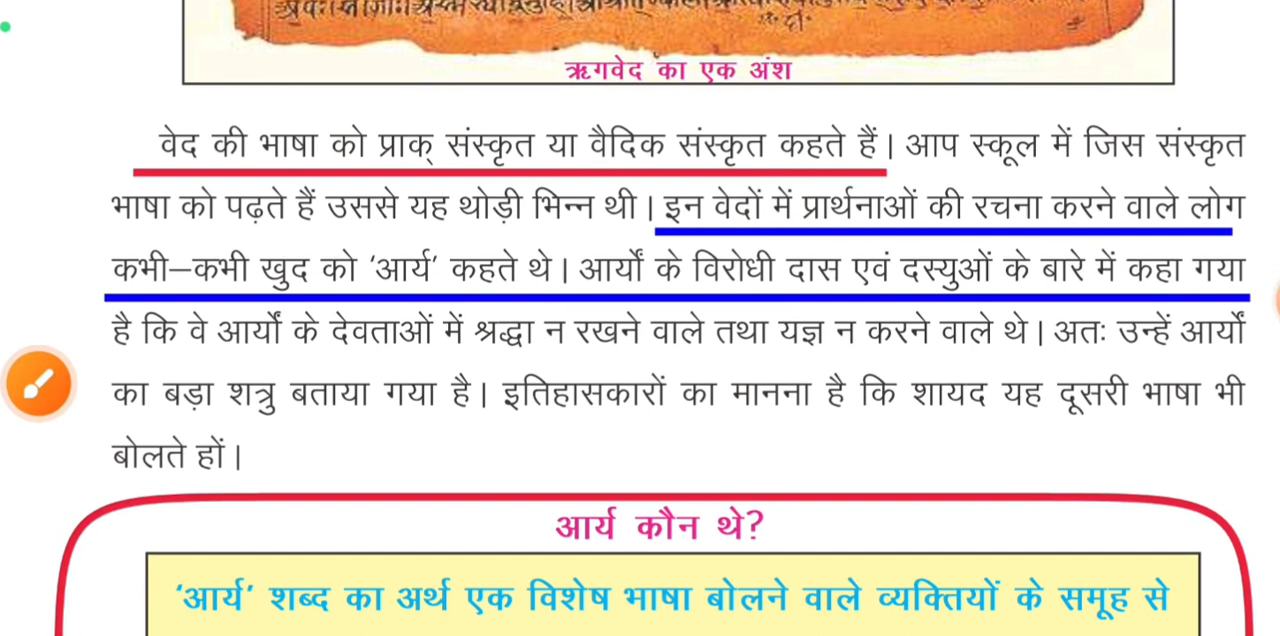 ऋगवेद का एक अंश
वेद की भाषा को प्राक् संस्कृत या वैदिक संस्कृत कहते हैं। आप स्कूल में जिस संस्कृत
भाषा को पढ़ते हैं उससे यह थोड़ी भिन्न थी। इन वेदों में प्रार्थनाओं की रचना करने वाले लोग
कभी–कभी खुद को ‘आर्य’ कहते थे। आर्यों के विरोधी दास एवं दस्युओं के बारे में कहा गया
है कि वे आर्यों के देवताओं में श्रद्धा न रखने वाले तथा यज्ञ न करने वाले थे। अतः उन्हें आर्यों
का बड़ा शत्रु बताया गया है। इतिहासकारों का मानना है कि शायद यह दूसरी भाषा भी
बोलते हों।
आर्य कौन थे?
‘आर्य’ शब्द का अर्थ एक विशेष भाषा बोलने वाले व्यक्तियों के समूह से